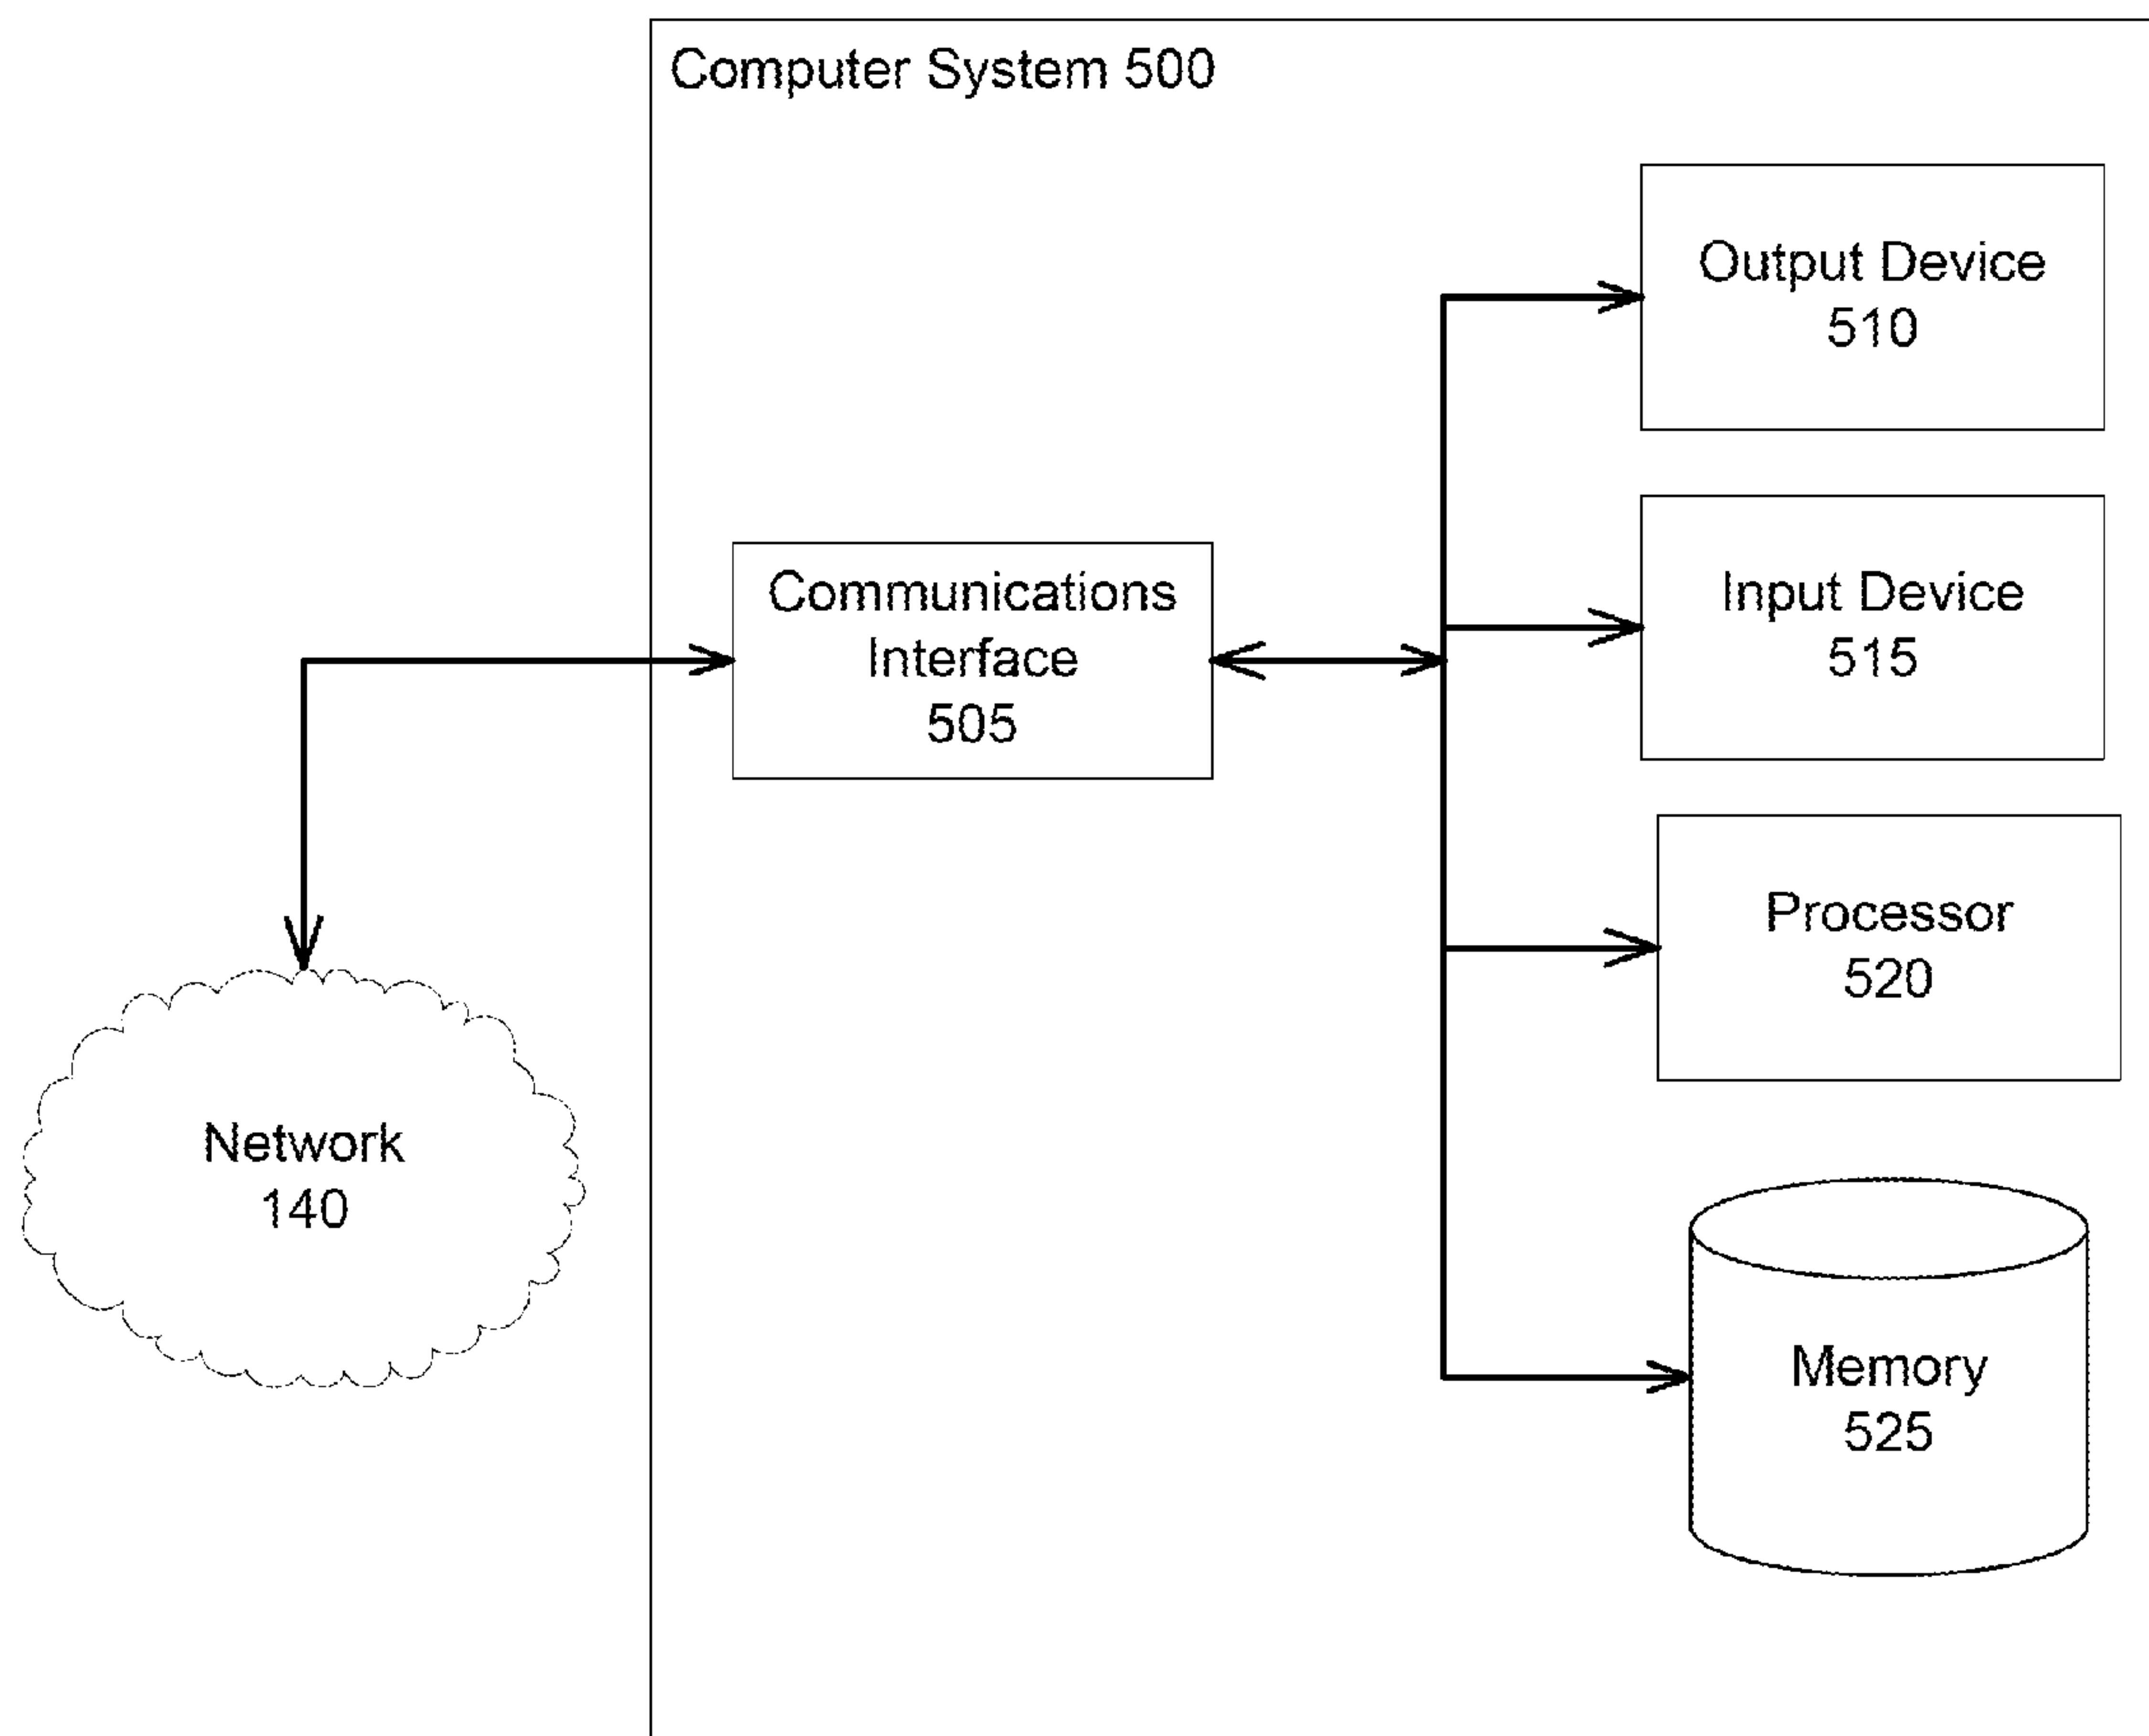 Computer System 500
Output Device
510
Input Device
515
Communications
Interface
505
Processor
520
Network
140
Memory
525